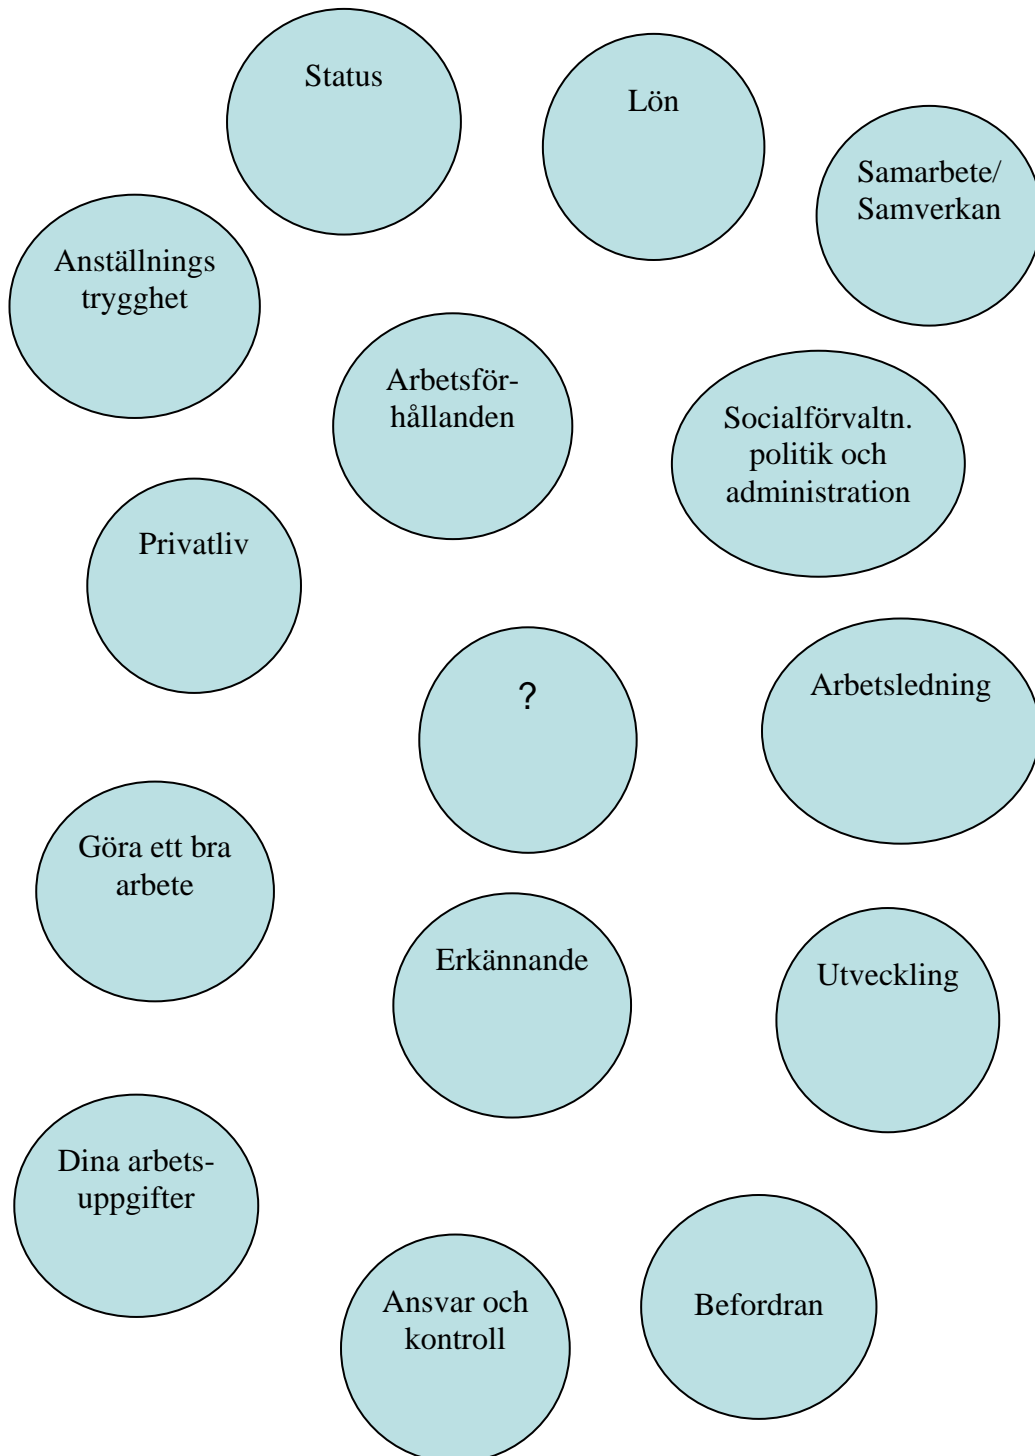 Status
Lön
Samarbete/
Samverkan
Anställnings
trygghet
Arbetsför-
hållanden
Socialförvaltn.
politik och
administration
Privatliv
?
Arbetsledning
Göra ett bra
arbete
Erkännande
Utveckling
Dina arbets-
uppgifter
Ansvar och
kontroll
Befordran